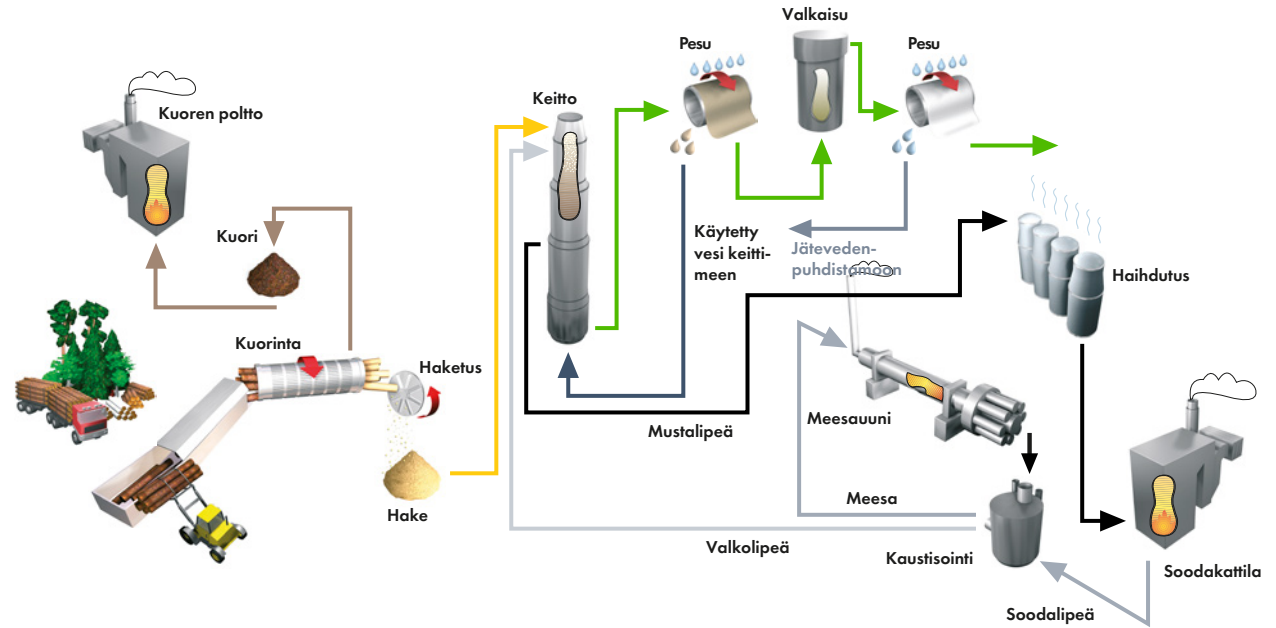 Valkaisu
Pesu
Pesu
Keitto
Kuoren poltto
Kuori
Käytetty
vesi keitti-
meen
Jäteveden-
puhdistamoon
Haihdutus
Kuorinta
Haketus
Mustalipeä
Meesauuni
Hake
Meesa
Valkolipeä
Kaustisointi
Soodakattila
Soodalipeä